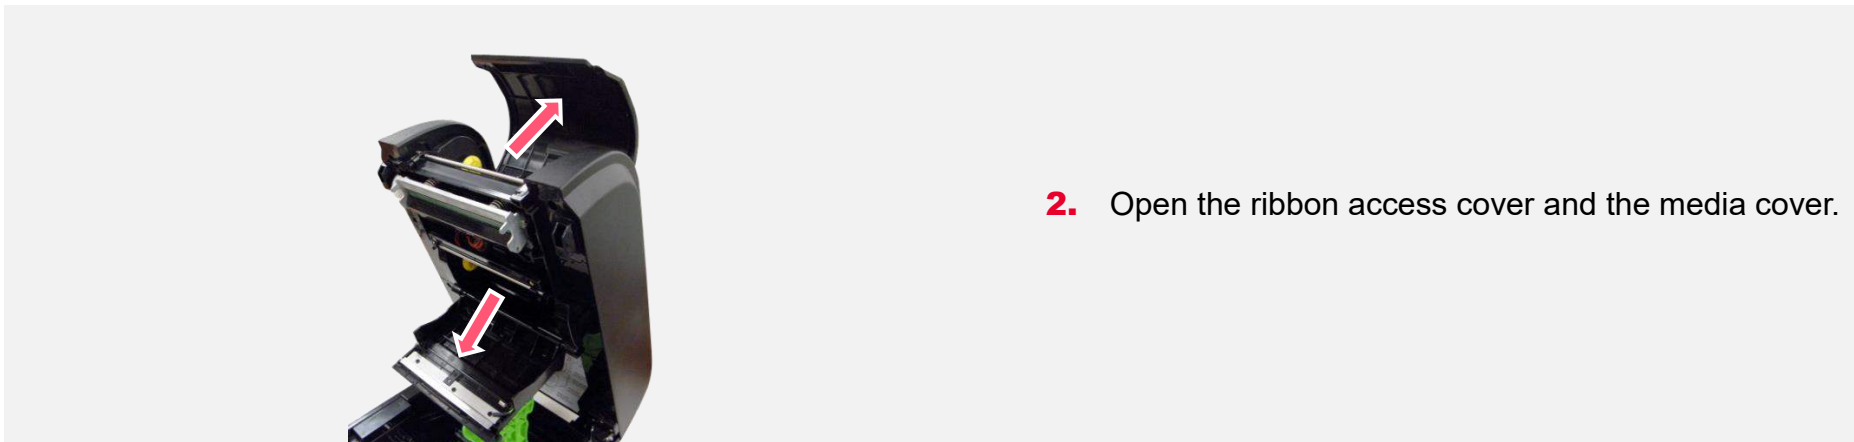 2. Open the ribbon access cover and the media cover.